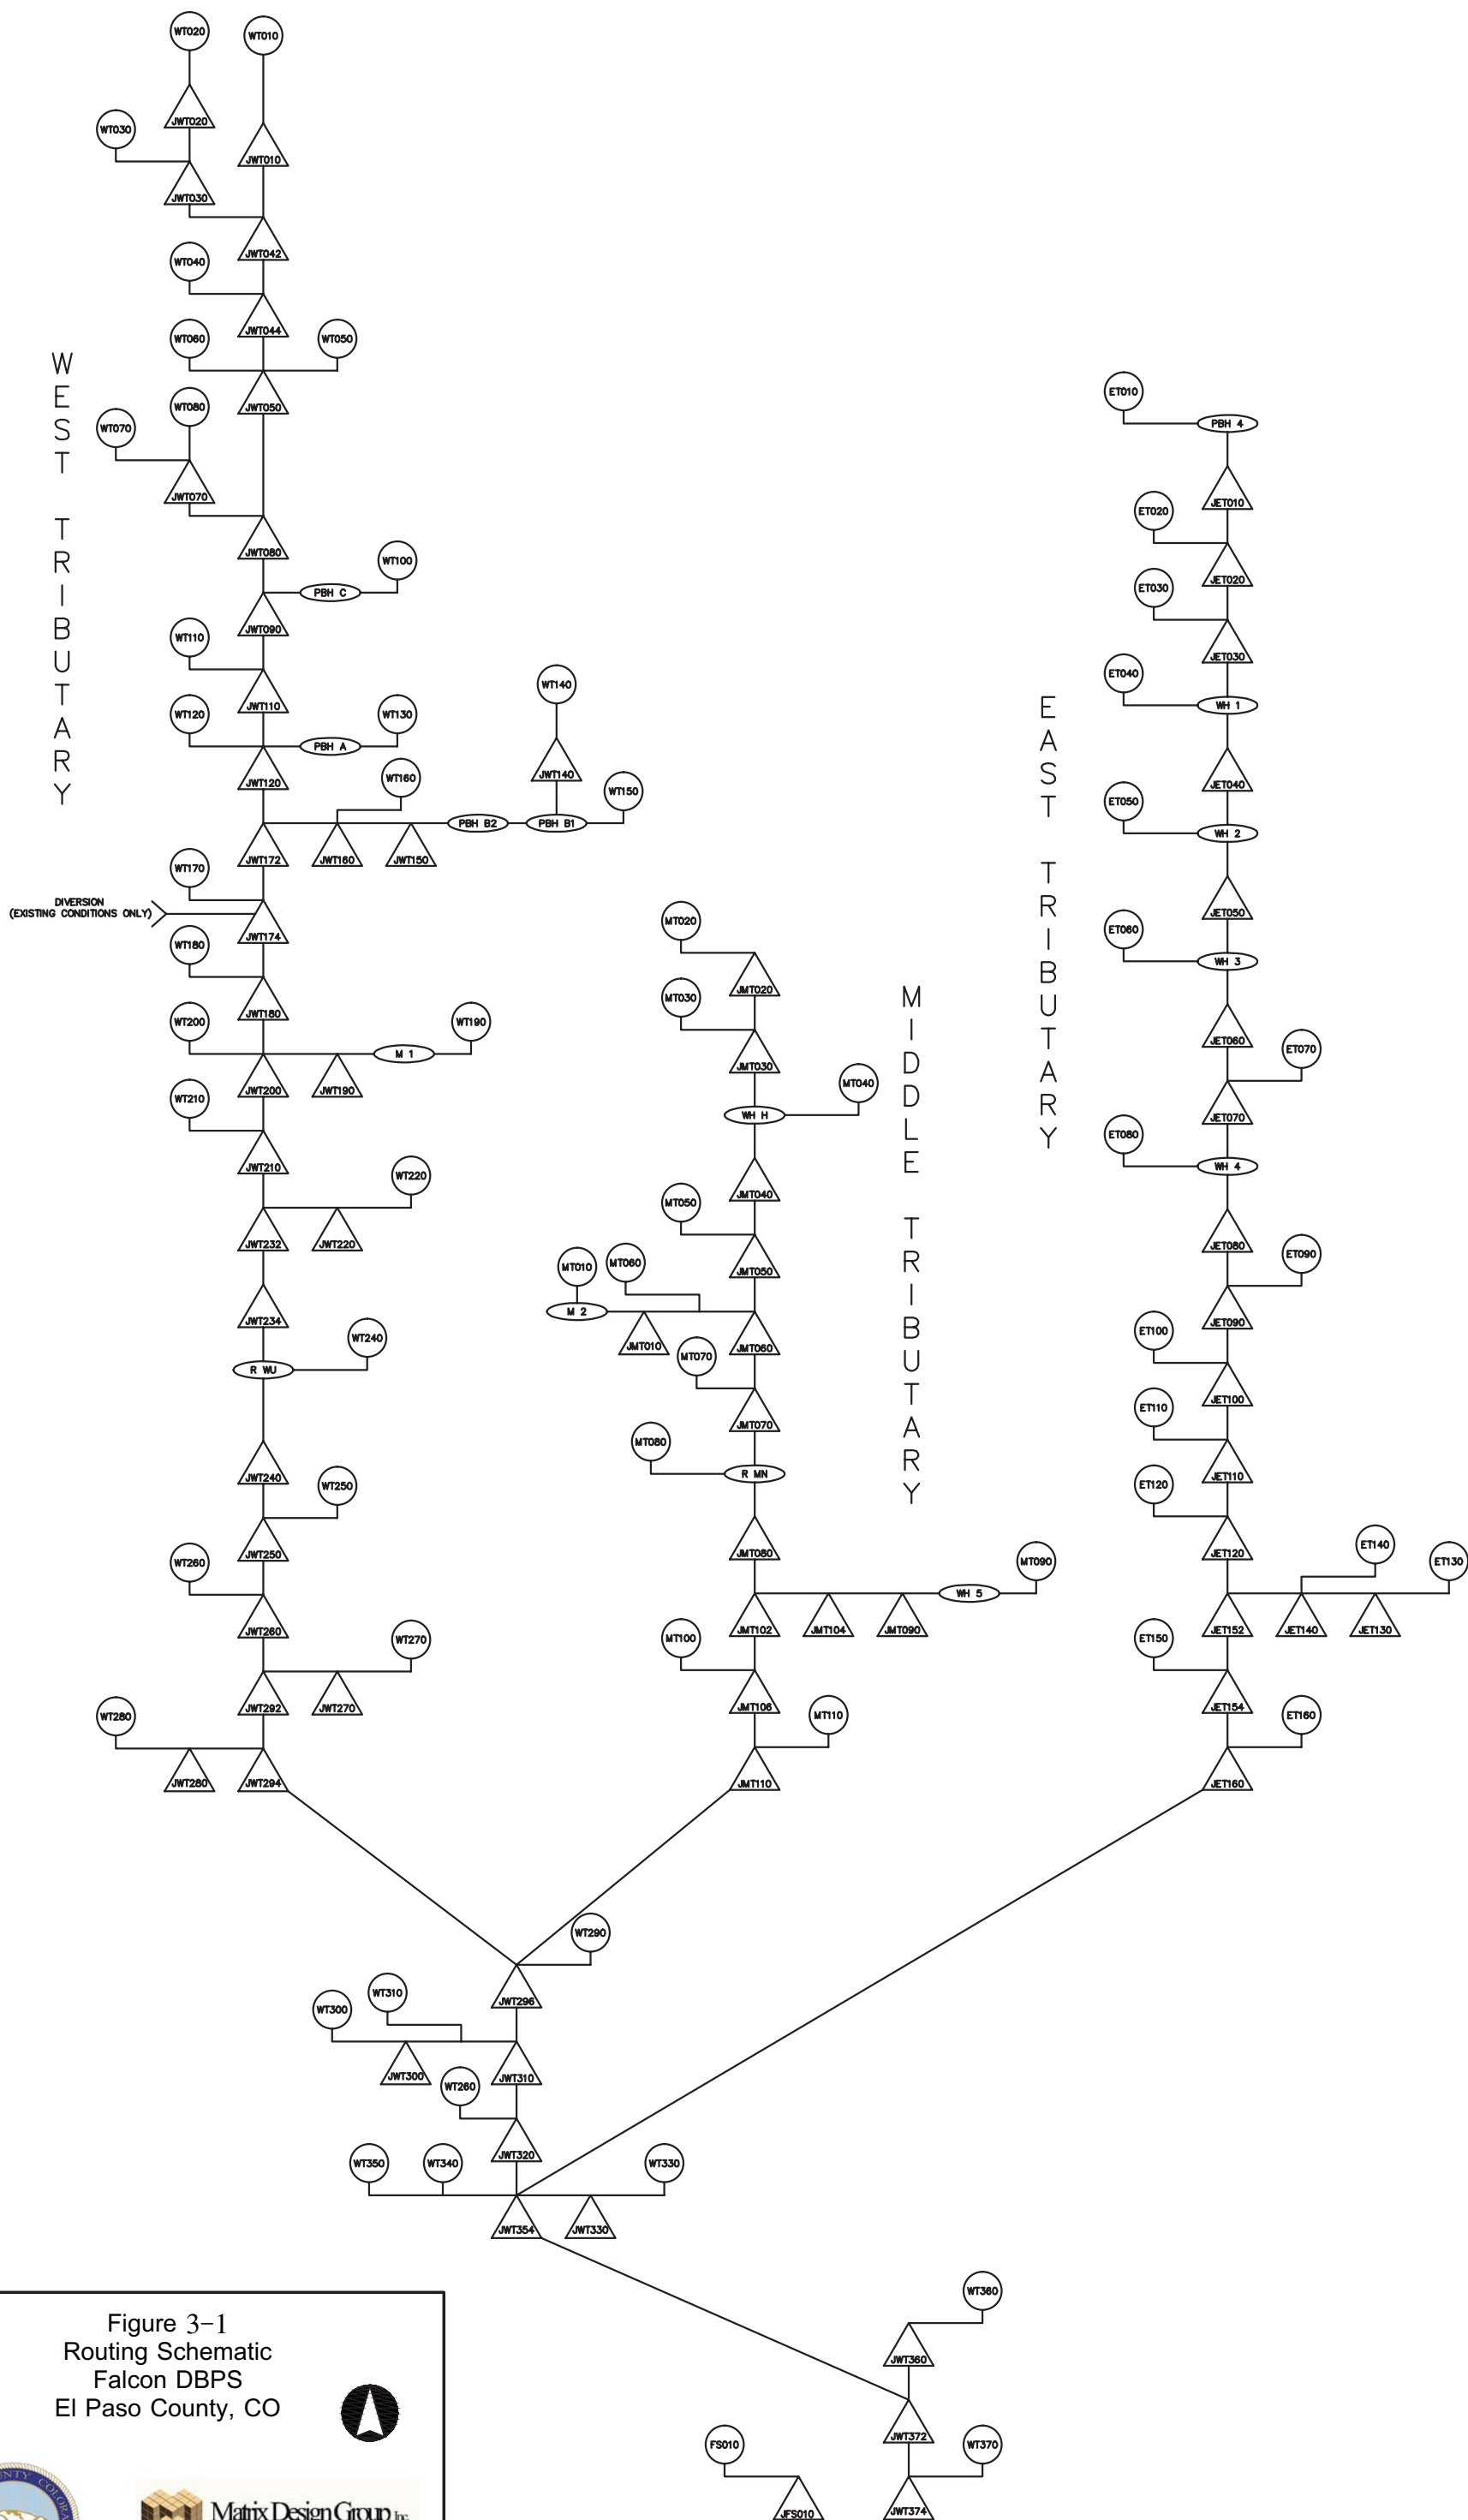 WT020
WT010
JWT020
WT030
JWT010
JWT030
JWT042
WT040
JWT044
WT060
WT050
JWT050
WT080
WT070
JWT070
JWT080
WT100
PBH C
JWT090
WT110
JWT110
WT120
WT130
PBH A
JWT120
WT140
JWT140
WT160
WT150
PBH B2
PBH B1
JWT172
JWT160
JWT150
WT170
DIVERSION
(EXISTING CONDITIONS ONLY)
JWT174
WT180
JWT180
WT200
WT190
M 1
JWT200
JWT190
WT210
JWT210
WT220
JWT232
JWT220
JWT234
WT240
R WU
JWT240
WT250
JWT250
WT260
JWT260
WT270
JWT292
JWT270
WT280
JWT280
JWT294
WEST TRIBUTARY
MT020
JMT020
MT030
JMT030
MT040
WH H
JMT040
MT050
JMT050
MT010
MT060
M 2
JMT010
JMT060
MT070
JMT070
MT080
R MN
JMT080
MT090
WH 5
JMT102
JMT104
JMT090
MT100
JMT106
MT110
JMT110
MIDDLE TRIBUTARY
ET010
PBH 4
JET010
ET020
JET020
ET030
JET030
ET040
WH 1
JET040
ET050
WH 2
JET050
ET060
WH 3
JET060
ET070
JET070
ET080
WH 4
JET080
ET090
JET090
ET100
JET100
ET110
JET110
ET120
JET120
ET140
ET130
JET152
JET140
JET130
ET150
JET154
ET160
JET160
EAST TRIBUTARY
WT290
JWT296
WT310
WT300
JWT300
JWT310
WT260
JWT320
WT350
WT340
WT330
JWT354
JWT330
WT360
JWT360
JWT372
FS010
WT370
JFS010
JWT374
Figure 3-1
Routing Schematic
Falcon DBPS
El Paso County, CO
Matrix Design Group Inc.